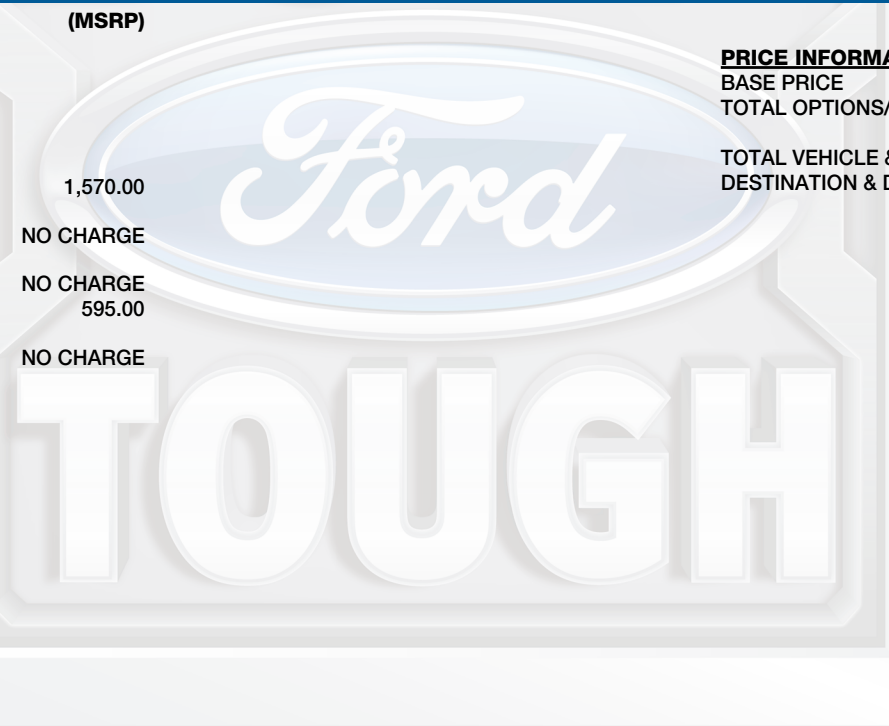 (MSRP)
1,570.00
NO CHARGE
NO CHARGE
595.00
NO CHARGE
PRICE INFORMA
BASE PRICE
TOTAL OPTIONS/
TOTAL VEHICLE &
DESTINATION & D
Ford
TOUGH